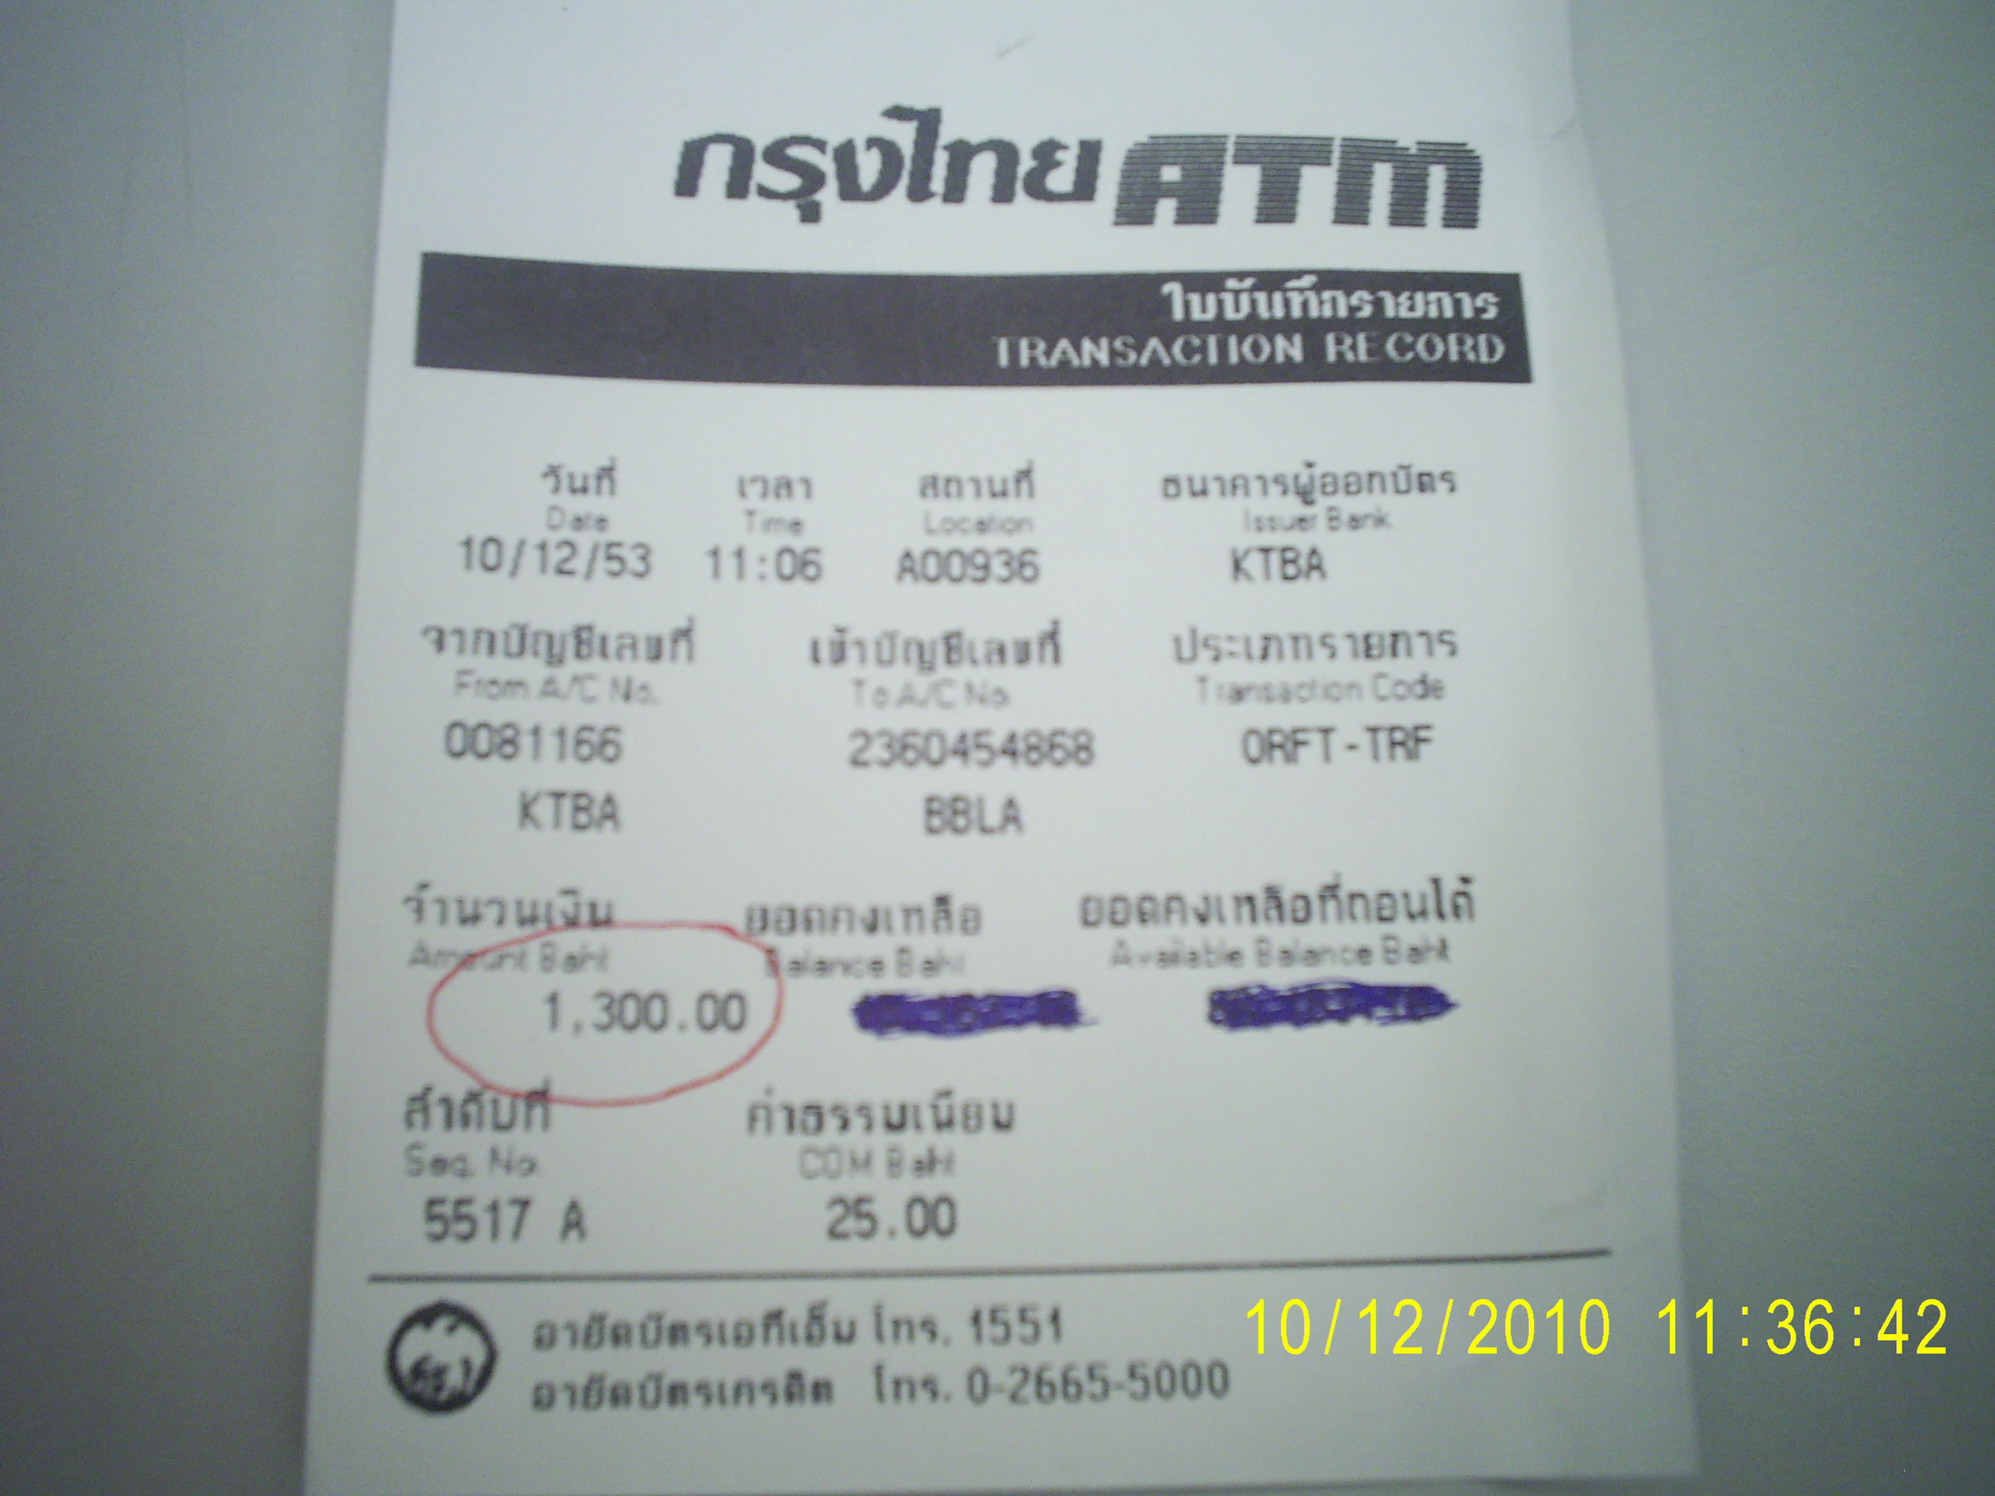 กรุงไทย ATM
ใบบันทึกรายการ
TRANSACTION RECORD
วันที่ เวลา สถานที่ ธนาคารผู้ออกบัตร
Date Time Location Issuer Bank
10/12/53 11:06 A00936 KTBA
จากบัญชีเลขที่ เข้าบัญชีเลขที่ ประเภทรายการ
From A/C No. To A/C No. Transaction Code
0081166 2360454868 ORFT-TRF
KTBA BBLA
จำนวนเงิน ยอดคงเหลือ ยอดคงเหลือที่ถอนได้
Amount Baht Balance Baht Available Balance Baht
1,300.00
ลำดับที่ ค่าธรรมเนียม
Seq. No. COM Baht
5517 A 25.00
อายัดบัตรเอทีเอ็ม โทร. 1551
อายัดบัตรเครดิต โทร. 0-2665-5000
10/12/2010 11:36:42